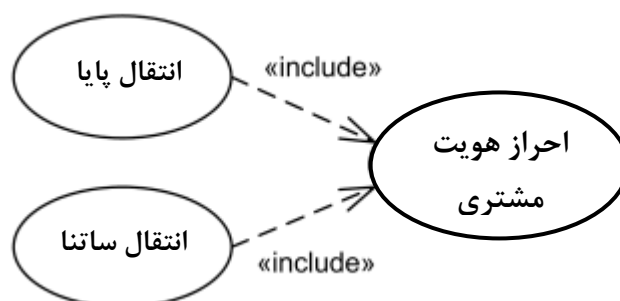 انتقال پایا
«include»
احراز هویت
مشتری
انتقال ساتنا
«include»